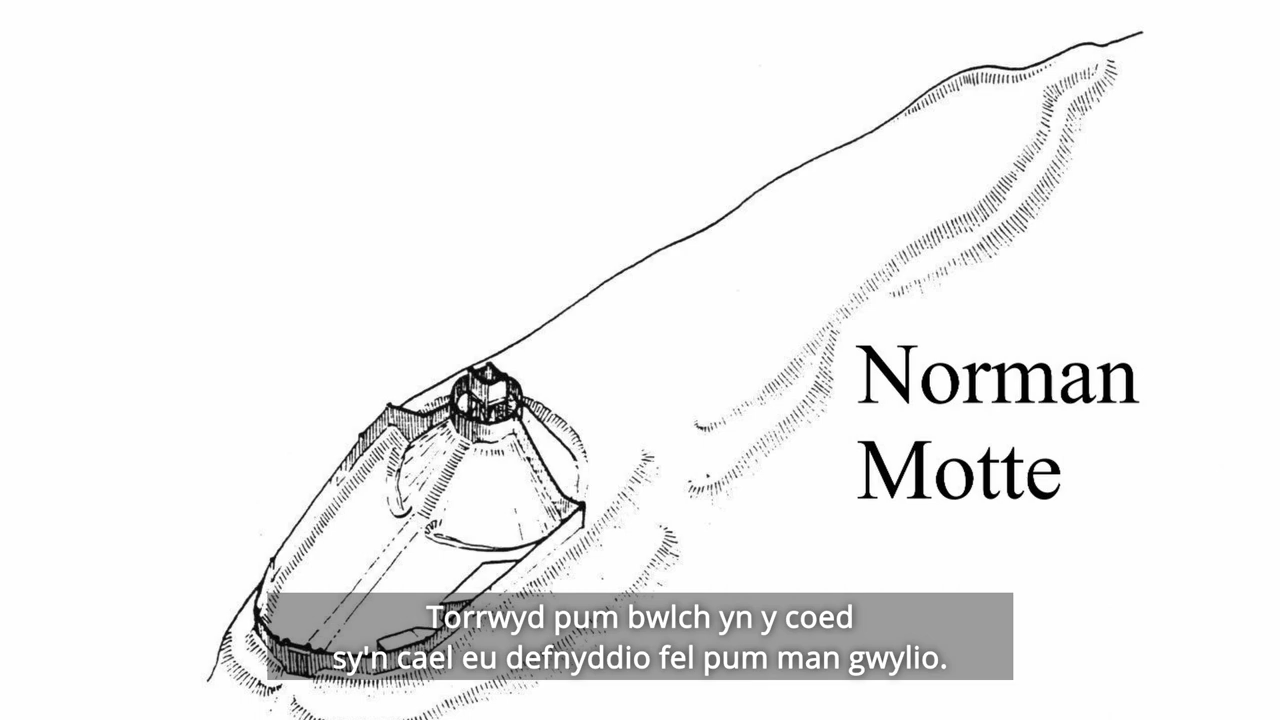 Norman
Motte
Torrwyd pum bwlch yn y coed
sy'n cael eu defnyddio fel pum man gwylio.